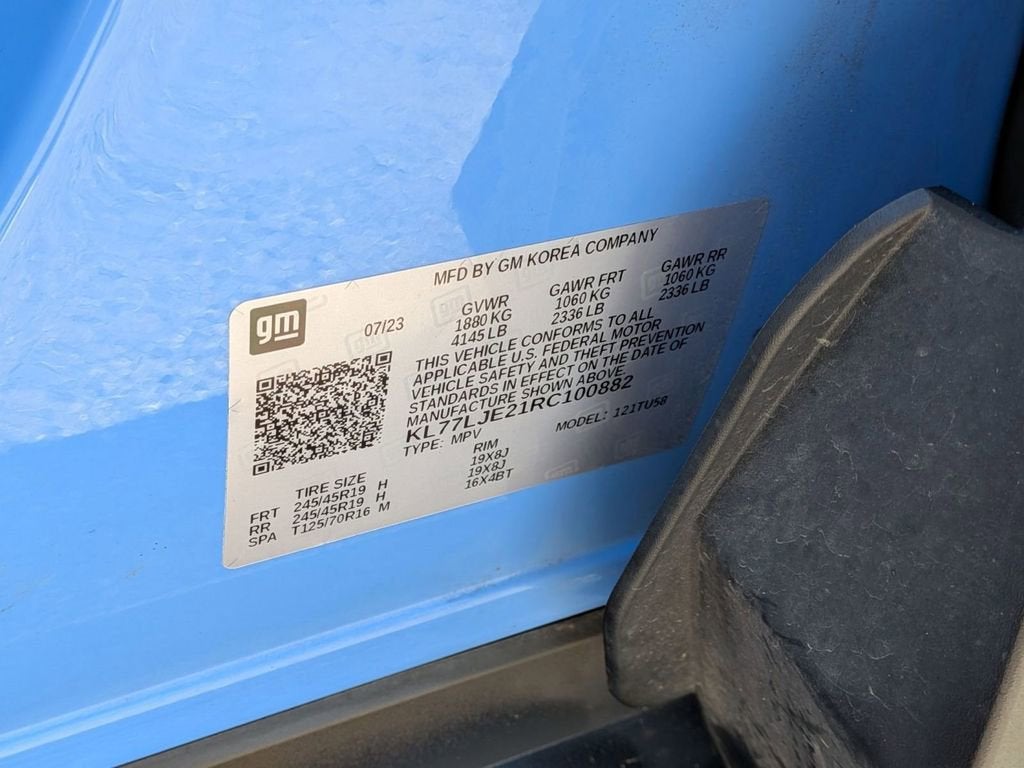 MFD BY GM KOREA COMPANY
gm
07/23
GVWR GAWR FRT GAWR RR
1880 KG 1060 KG 1060 KG
4145 LB 2336 LB 2336 LB
THIS VEHICLE CONFORMS TO ALL
APPLICABLE U.S. FEDERAL MOTOR
VEHICLE SAFETY AND THEFT PREVENTION
STANDARDS IN EFFECT ON THE DATE OF
MANUFACTURE SHOWN ABOVE.
KL77LJE21RC100882
TYPE: MPV MODEL: 121TU58
TIRE SIZE RIM
FRT 245/45R19 H 19X8J
RR 245/45R19 H 19X8J
SPA T125/70R16 M 16X4BT